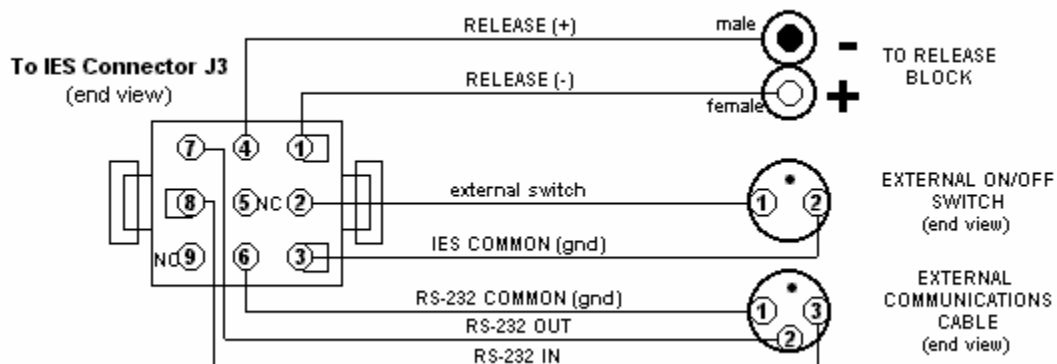 RELEASE (+)
male
-
TO RELEASE
BLOCK
To IES Connector J3
(end view)
RELEASE (-)
female
+
7 4 1
8 5 NC 2
NC 9 6 3
external switch
1 2
EXTERNAL ON/OFF
SWITCH
(end view)
IES COMMON (gnd)
RS-232 COMMON (gnd)
1 3
2
EXTERNAL
COMMUNICATIONS
CABLE
(end view)
RS-232 OUT
RS-232 IN